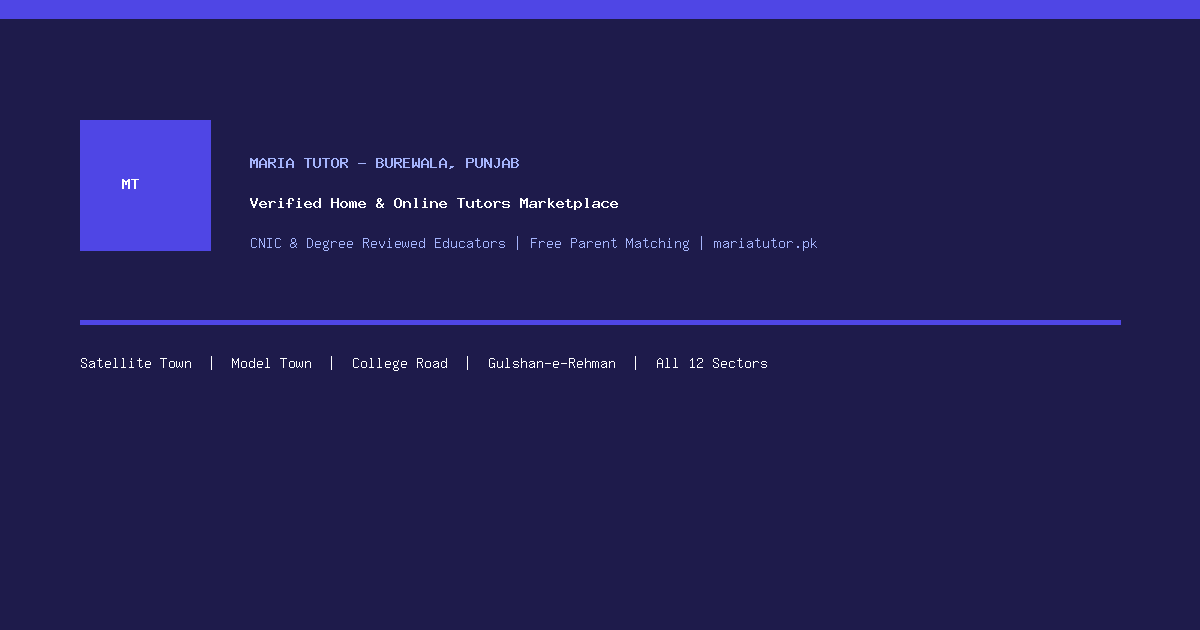 MT
MARIA TUTOR - BUREWALA, PUNJAB
Verified Home & Online Tutors Marketplace
CNIC & Degree Reviewed Educators | Free Parent Matching | mariatutor.pk
Satellite Town | Model Town | College Road | Gulshan-e-Rehman | All 12 Sectors